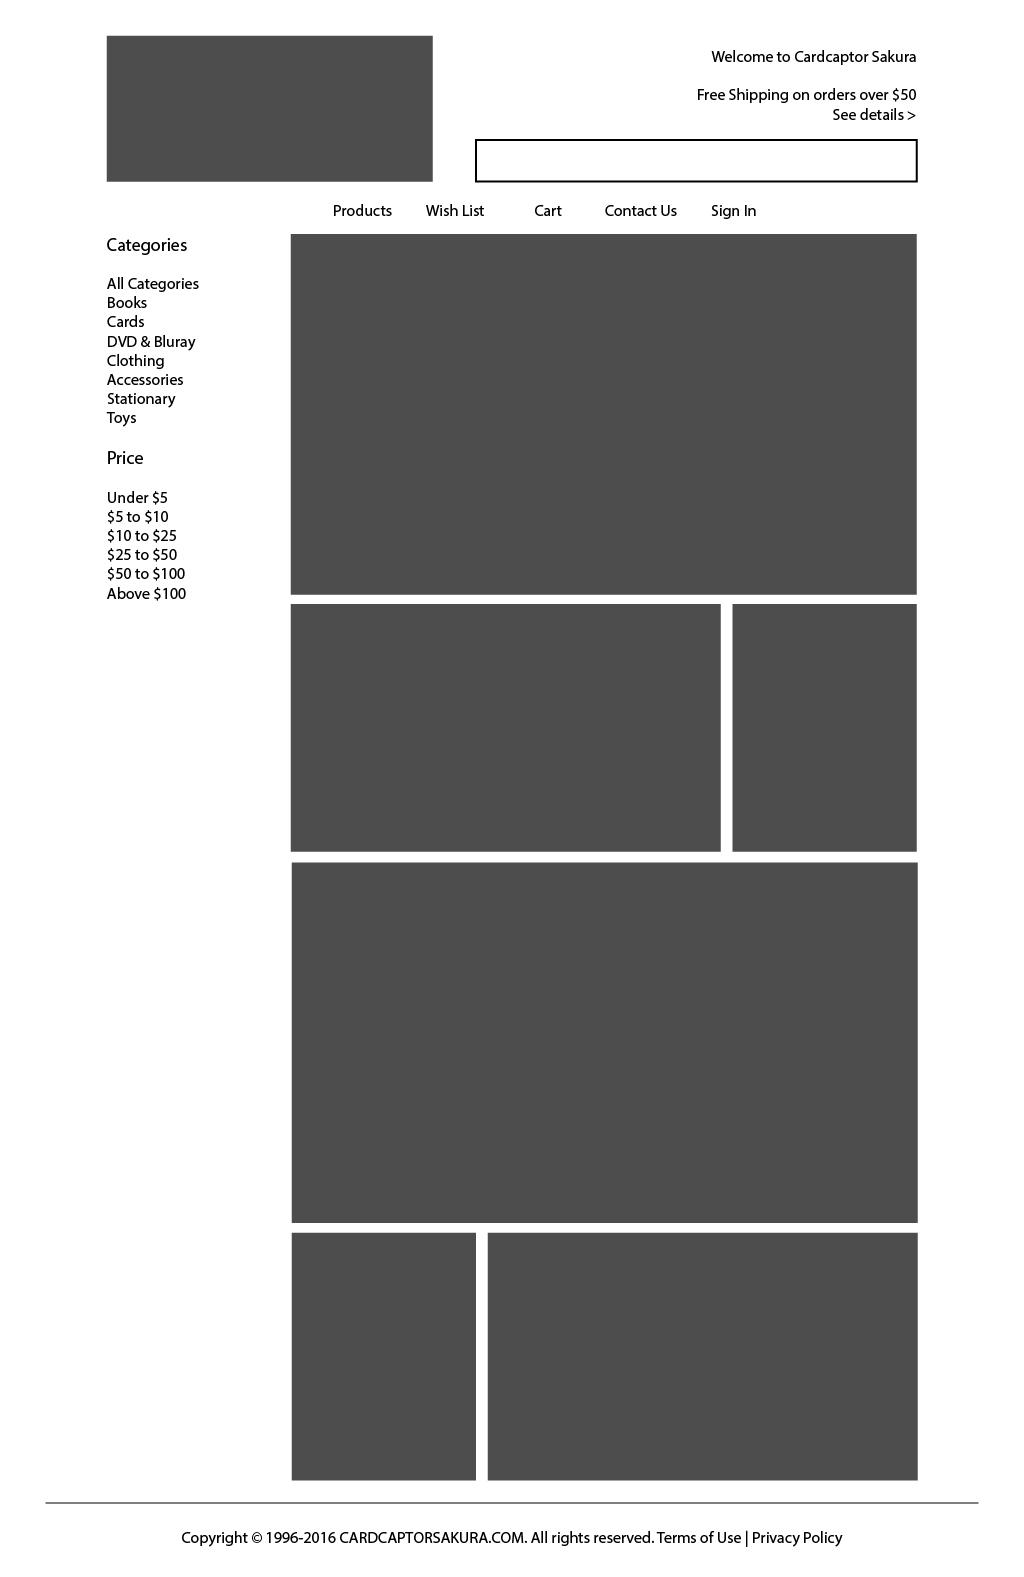 Welcome to Cardcaptor Sakura
Free Shipping on orders over $50
See details >
Products Wish List Cart Contact Us Sign In
Categories
All Categories
Books
Cards
DVD & Bluray
Clothing
Accessories
Stationary
Toys
Price
Under $5
$5 to $10
$10 to $25
$25 to $50
$50 to $100
Above $100
Copyright © 1996-2016 CARDCAPTORSAKURA.COM. All rights reserved. Terms of Use | Privacy Policy